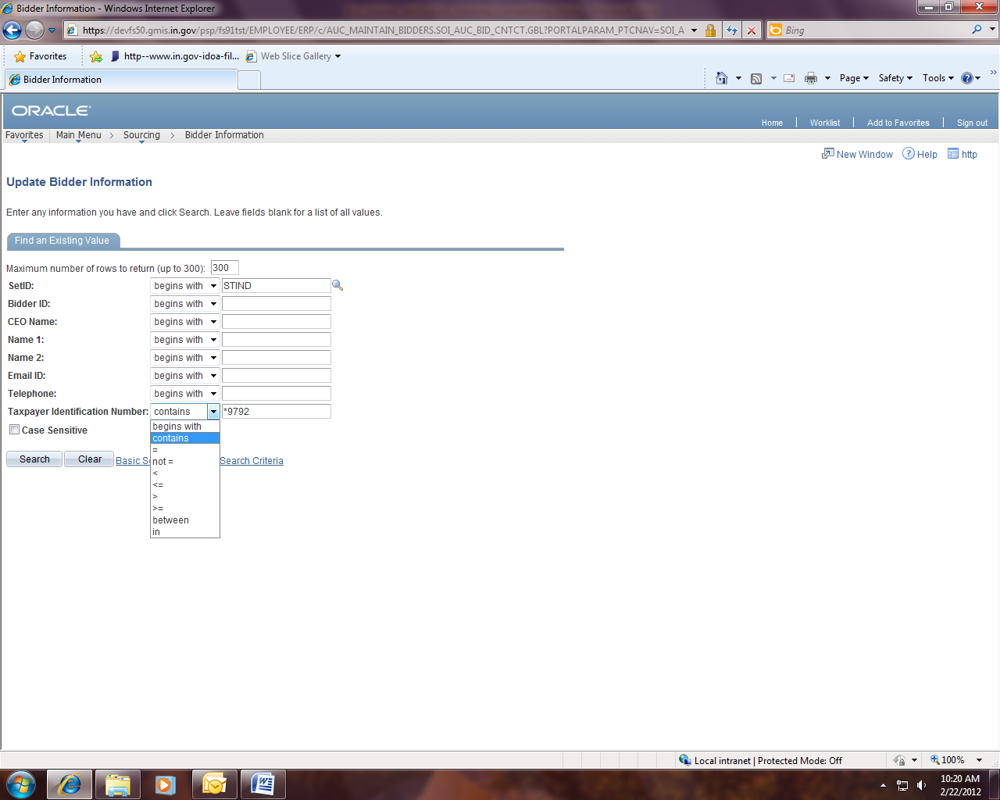 Bidder Information - Windows Internet Explorer
https://devfs50.gmis.in.gov/psp/fs91tst/EMPLOYEE/ERP/c/AUC_MAINTAIN_BIDDERS.SOI_AUC_BID_CNTCT.GBL?PORTALPARAM_PTCNAV=SOI_A
Bing
Favorites http--www.in.gov-idoa-fil... Web Slice Gallery
Bidder Information
Page Safety Tools
ORACLE
Home Worklist Add to Favorites Sign out
Favorites Main Menu > Sourcing > Bidder Information
New Window Help http
Update Bidder Information
Enter any information you have and click Search. Leave fields blank for a list of all values.
Find an Existing Value
Maximum number of rows to return (up to 300): 300
SetID: begins with STIND
Bidder ID: begins with
CEO Name: begins with
Name 1: begins with
Name 2: begins with
Email ID: begins with
Telephone: begins with
Taxpayer Identification Number: contains *9792
begins with
Case Sensitive
contains
=
Search Clear Basic S Search Criteria
not =
<
<=
>
>=
between
in
Local intranet | Protected Mode: Off
100%
10:20 AM
2/22/2012